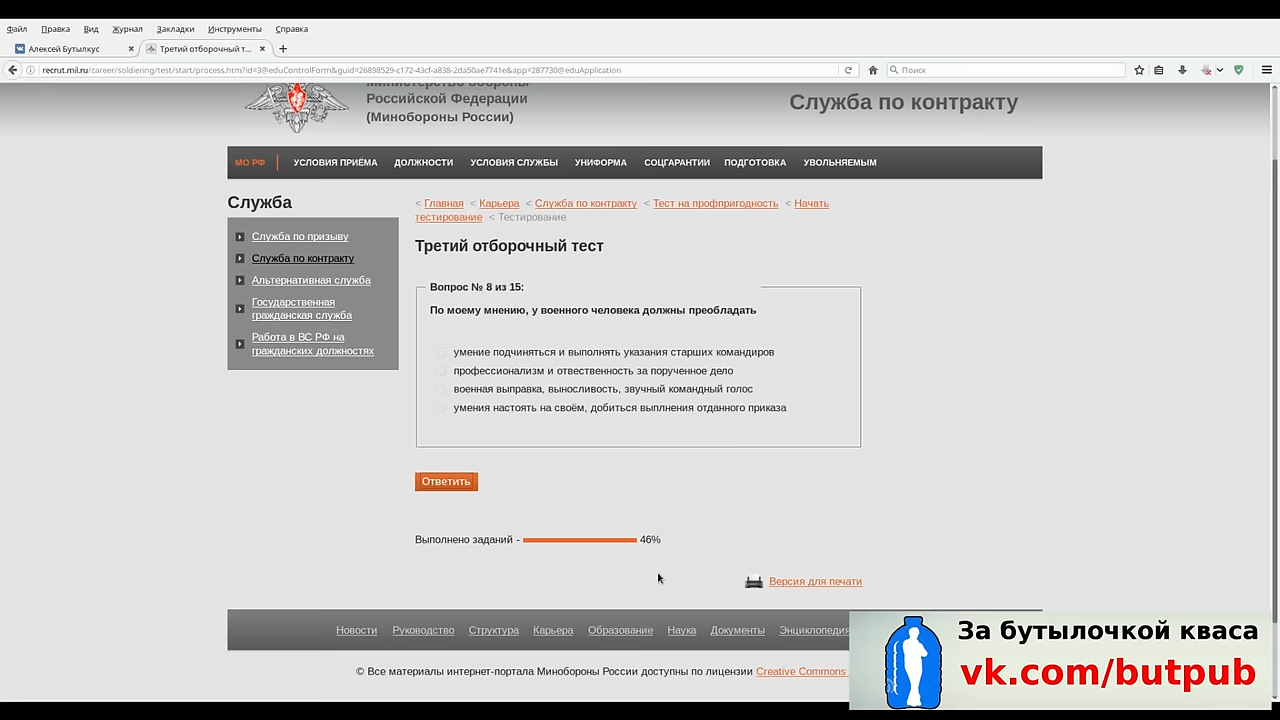 Файл Правка Вид Журнал Закладки Инструменты Справка
Алексей Бутылкус
Третий отборочный т...
recrut.mil.ru/career/soldiering/test/start/process.htm?id=3@eduControlForm&guid=26898529-c172-43cf-a838-2da50ae7741e&app=287730@eduApplication
Поиск
Министерство обороны
Российской Федерации
(Минобороны России)
Служба по контракту
МО РФ УСЛОВИЯ ПРИЁМА ДОЛЖНОСТИ УСЛОВИЯ СЛУЖБЫ УНИФОРМА СОЦГАРАНТИИ ПОДГОТОВКА УВОЛЬНЯЕМЫМ
Служба
Служба по призыву
Служба по контракту
Альтернативная служба
Государственная
гражданская служба
Работа в ВС РФ на
гражданских должностях
< Главная < Карьера < Служба по контракту < Тест на профпригодность < Начать
тестирование < Тестирование
Третий отборочный тест
Вопрос № 8 из 15:
По моему мнению, у военного человека должны преобладать
умение подчиняться и выполнять указания старших командиров
профессионализм и отвественность за порученное дело
военная выправка, выносливость, звучный командный голос
умения настоять на своём, добиться выплнения отданного приказа
Ответить
Выполнено заданий - 46%
Версия для печати
Новости Руководство Структура Карьера Образование Наука Документы Энциклопедия
© Все материалы интернет-портала Минобороны России доступны по лицензии Creative Commons
За бутылочкой кваса
vk.com/butpub